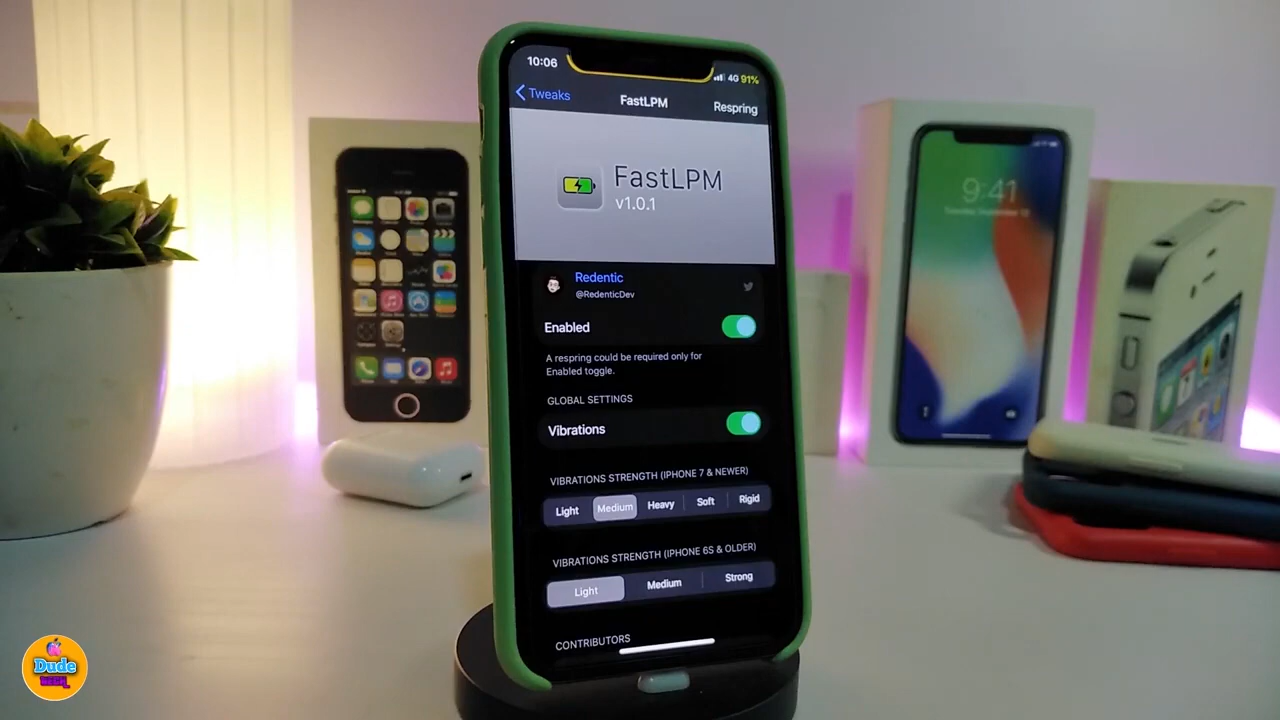 10:06
4G 91%
Tweaks
FastLPM
Respring
FastLPM
v1.0.1
Redentic
@RedenticDev
Enabled
A respring could be required only for
Enabled toggle.
GLOBAL SETTINGS
Vibrations
VIBRATIONS STRENGTH (IPHONE 7 & NEWER)
Light Medium Heavy Soft Rigid
VIBRATIONS STRENGTH (IPHONE 6S & OLDER)
Light Medium Strong
CONTRIBUTORS
9:41
Dude